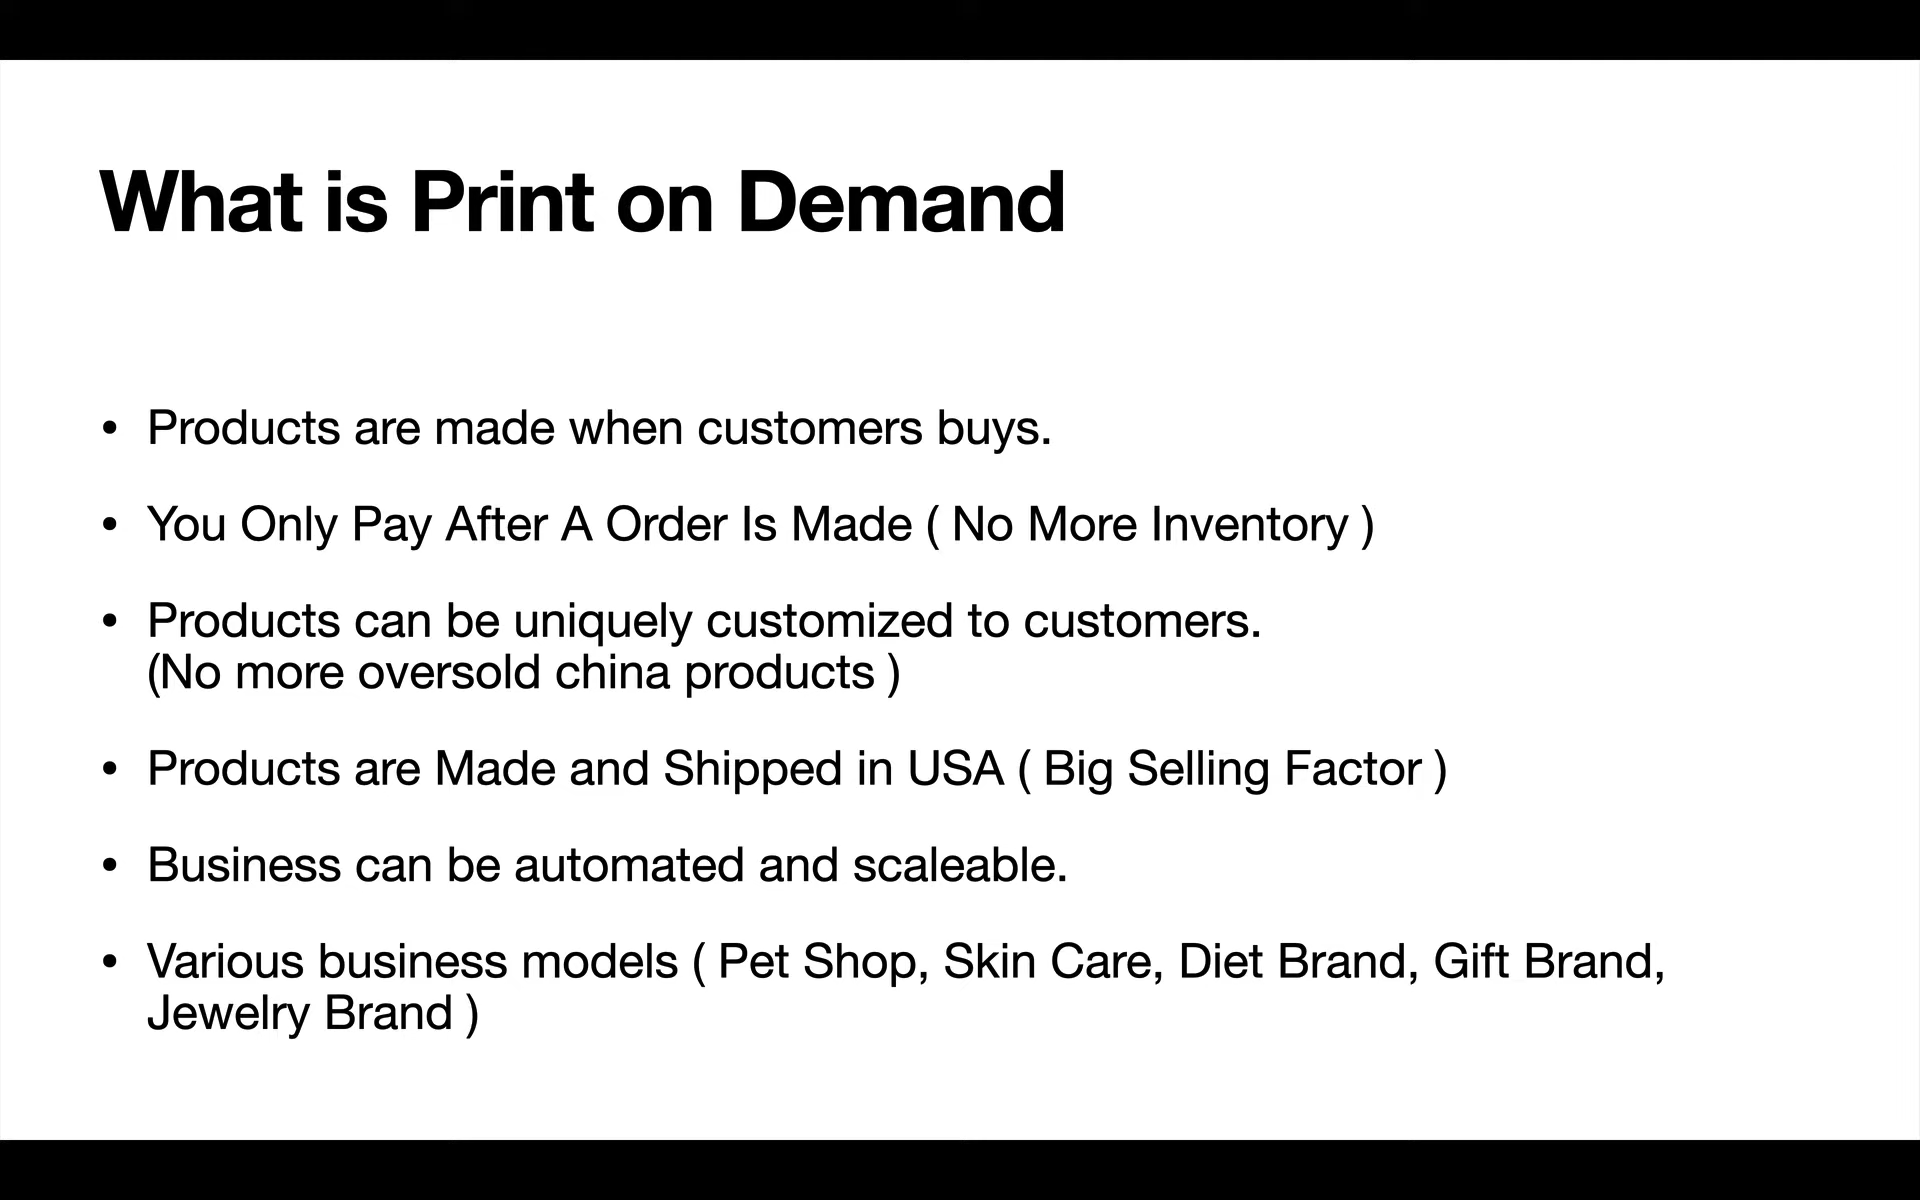 What is Print on Demand
• Products are made when customers buys.
• You Only Pay After A Order Is Made ( No More Inventory )
• Products can be uniquely customized to customers.
(No more oversold china products )
• Products are Made and Shipped in USA ( Big Selling Factor )
• Business can be automated and scaleable.
• Various business models ( Pet Shop, Skin Care, Diet Brand, Gift Brand,
Jewelry Brand )